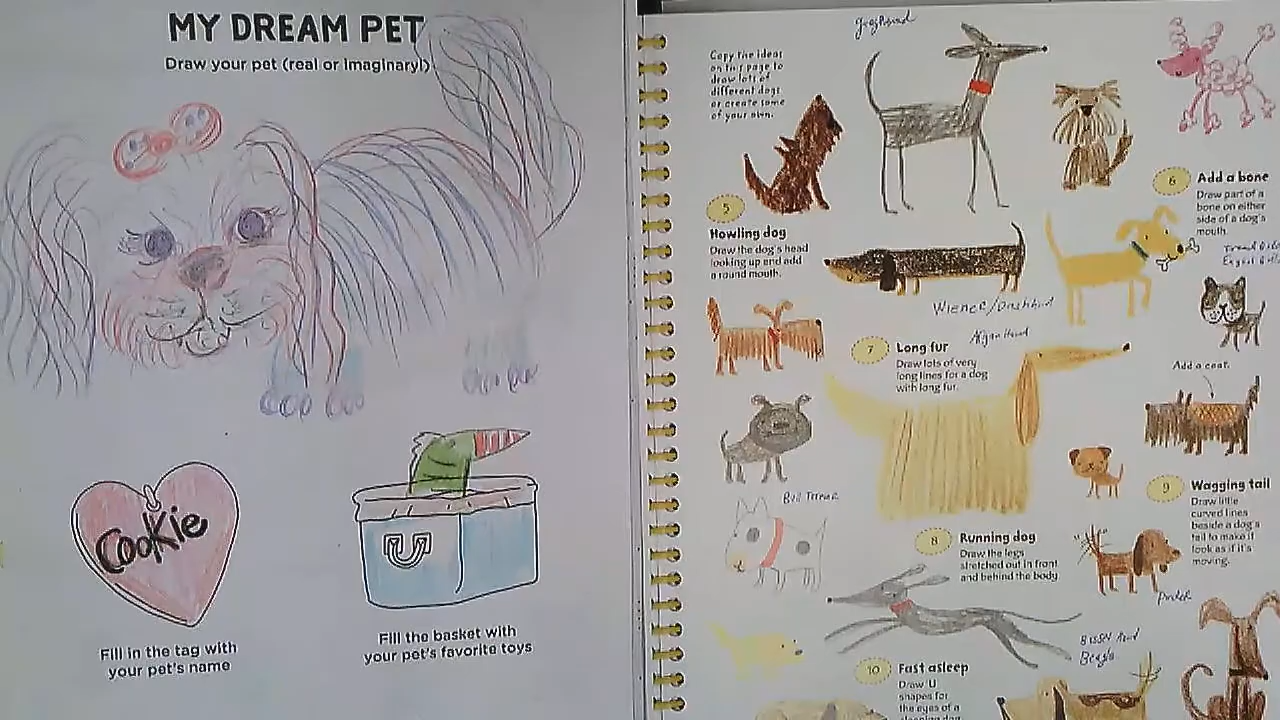 MY DREAM PET
Draw your pet (real or imaginary!)
Cookie
Fill in the tag with
your pet's name
Fill the basket with
your pet's favorite toys
Copy the ideas
on this page to
draw lots of
different dogs
or create some
of your own.
5
Howling dog
Draw the dog's head
looking up and add
a round mouth.
6
Add a bone
Draw part of a
bone on either
side of a dog's
mouth.
Wiener/Dachhund
7
Long fur
Draw lots of very
long lines for a dog
with long fur.
Add a coat.
8
Running dog
Draw the legs
stretched out in front
and behind the body
9
Wagging tail
Draw little
curved lines
beside a dog's
tail to make it
look as if it's
moving.
10
Fast asleep
Draw U
shapes for
the eyes of a
sleeping dog